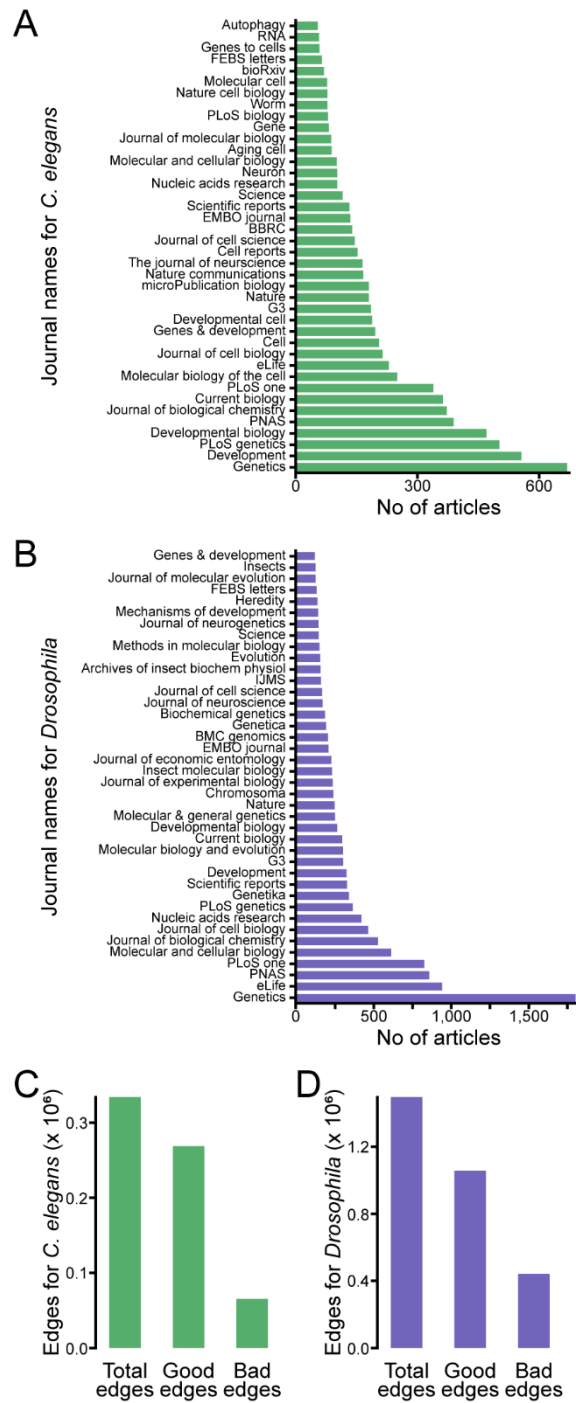 A
Journal names for C. elegans
Autophagy
RNA
Genes to cells
FEBS letters
bioRxiv
Molecular cell
Nature cell biology
Worm
PLoS biology
Gene
Journal of molecular biology
Aging cell
Molecular and cellular biology
Neuron
Nucleic acids research
Science
Scientific reports
EMBO journal
BBRC
Journal of cell science
Cell reports
The journal of neurscience
Nature communications
microPublication biology
Nature
G3
Developmental cell
Genes & development
Cell
Journal of cell biology
eLife
Molecular biology of the cell
PLoS one
Current biology
Journal of biological chemistry
PNAS
Developmental biology
PLoS genetics
Development
Genetics
0 300 600
No of articles
B
Journal names for Drosophila
Genes & development
Insects
Journal of molecular evolution
FEBS letters
Heredity
Mechanisms of development
Journal of neurogenetics
Science
Methods in molecular biology
Evolution
Archives of insect biochem physiol
IJMS
Journal of cell science
Journal of neuroscience
Biochemical genetics
Genetica
BMC genomics
EMBO journal
Journal of economic entomology
Insect molecular biology
Journal of experimental biology
Chromosoma
Nature
Molecular & general genetics
Developmental biology
Current biology
Molecular biology and evolution
G3
Development
Scientific reports
Genetika
PLoS genetics
Nucleic acids research
Journal of cell biology
Journal of biological chemistry
Molecular and cellular biology
PLoS one
PNAS
eLife
Genetics
0 500 1,000 1,500
No of articles
C
Edges for C. elegans (x 10⁶)
0.3
0.2
0.1
0.0
Total Good Bad
edges edges edges
D
Edges for Drosophila (x 10⁶)
1.2
0.8
0.4
0.0
Total Good Bad
edges edges edges